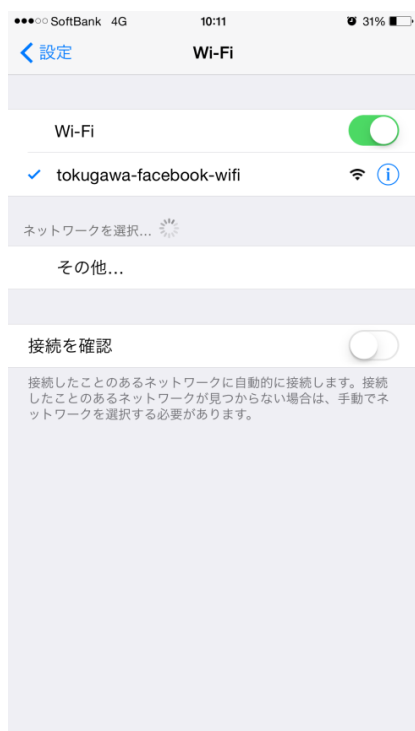 SoftBank 4G 10:11 31%
設定 Wi-Fi
Wi-Fi
tokugawa-facebook-wifi
ネットワークを選択...
その他...
接続を確認
接続したことのあるネットワークに自動的に接続します。接続
したことのあるネットワークが見つからない場合は、手動でネ
ットワークを選択する必要があります。